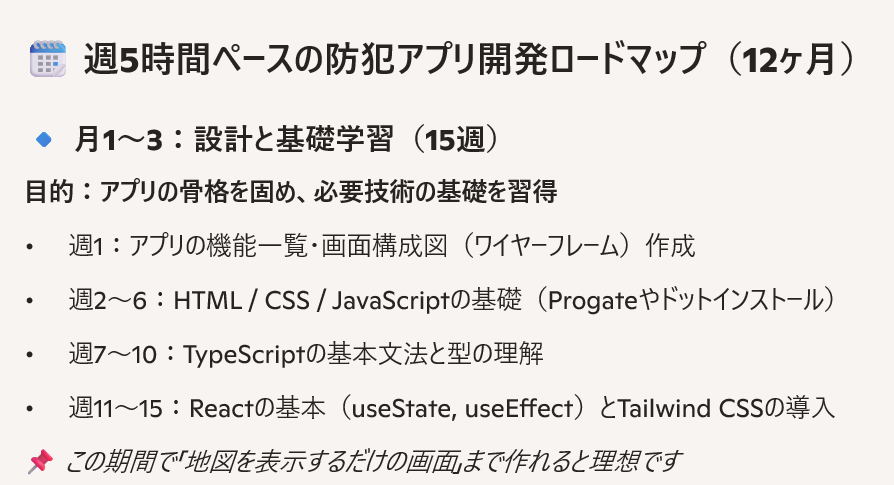 📅 週5時間ペースの防犯アプリ開発ロードマップ（12ヶ月）
🔹 月1〜3：設計と基礎学習（15週）
目的：アプリの骨格を固め、必要技術の基礎を習得
• 週1：アプリの機能一覧・画面構成図（ワイヤーフレーム）作成
• 週2〜6：HTML / CSS / JavaScriptの基礎（Progateやドットインストール）
• 週7〜10：TypeScriptの基本文法と型の理解
• 週11〜15：Reactの基本（useState, useEffect）とTailwind CSSの導入
📌 この期間で「地図を表示するだけの画面」まで作れると理想です